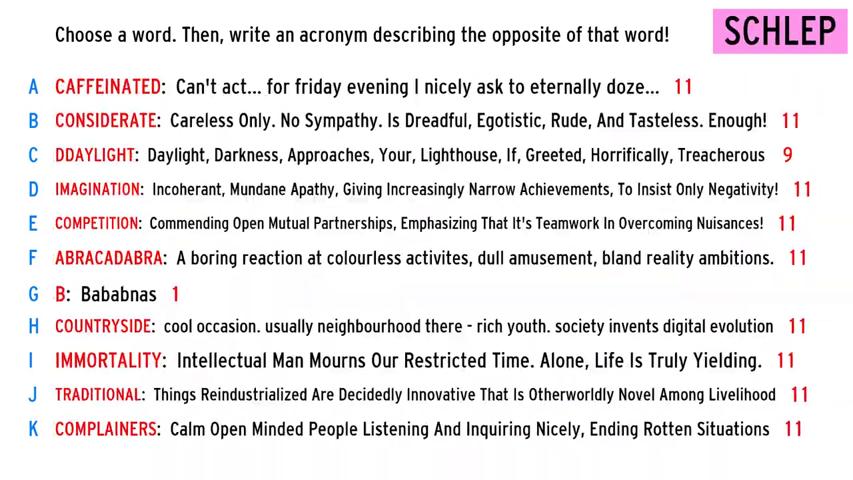 Choose a word. Then, write an acronym describing the opposite of that word!
SCHLEP
A CAFFEINATED: Can't act... for friday evening I nicely ask to eternally doze... 11
B CONSIDERATE: Careless Only. No Sympathy. Is Dreadful, Egotistic, Rude, And Tasteless. Enough! 11
C DDAYLIGHT: Daylight, Darkness, Approaches, Your, Lighthouse, If, Greeted, Horrifically, Treacherous 9
D IMAGINATION: Incoherant, Mundane Apathy, Giving Increasingly Narrow Achievements, To Insist Only Negativity! 11
E COMPETITION: Commending Open Mutual Partnerships, Emphasizing That It's Teamwork In Overcoming Nuisances! 11
F ABRACADABRA: A boring reaction at colourless activites, dull amusement, bland reality ambitions. 11
G B: Bababnas 1
H COUNTRYSIDE: cool occasion. usually neighbourhood there - rich youth. society invents digital evolution 11
I IMMORTALITY: Intellectual Man Mourns Our Restricted Time. Alone, Life Is Truly Yielding. 11
J TRADITIONAL: Things Reindustrialized Are Decidedly Innovative That Is Otherworldly Novel Among Livelihood 11
K COMPLAINERS: Calm Open Minded People Listening And Inquiring Nicely, Ending Rotten Situations 11